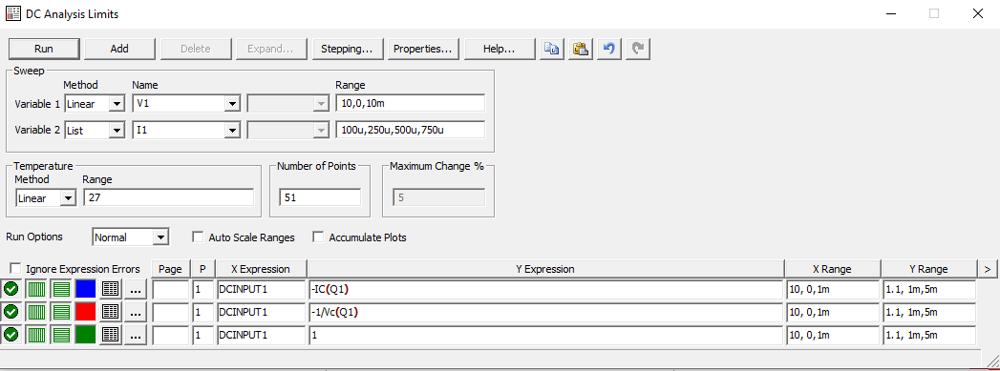 DC Analysis Limits
Run Add Delete Expand... Stepping... Properties... Help...
Sweep
Method Name Range
Variable 1 Linear V1 10,0,10m
Variable 2 List I1 100u,250u,500u,750u
Temperature Number of Points Maximum Change %
Method Range
Linear 27 51 5
Run Options Normal Auto Scale Ranges Accumulate Plots
Ignore Expression Errors Page P X Expression Y Expression X Range Y Range >
... 1 DCINPUT1 -IC(Q1) 10, 0,1m 1.1, 1m,5m
... 1 DCINPUT1 -1/Vc(Q1) 10, 0,1m 1.1, 1m,5m
... 1 DCINPUT1 1 10, 0,1m 1.1, 1m,5m